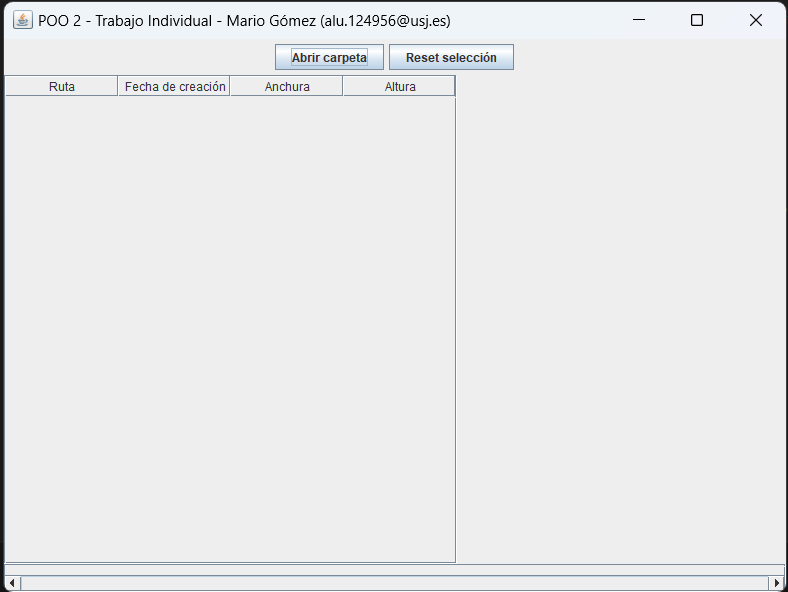 POO 2 - Trabajo Individual - Mario Gómez (alu.124956@usj.es)
Abrir carpeta Reset selección
Ruta Fecha de creación Anchura Altura